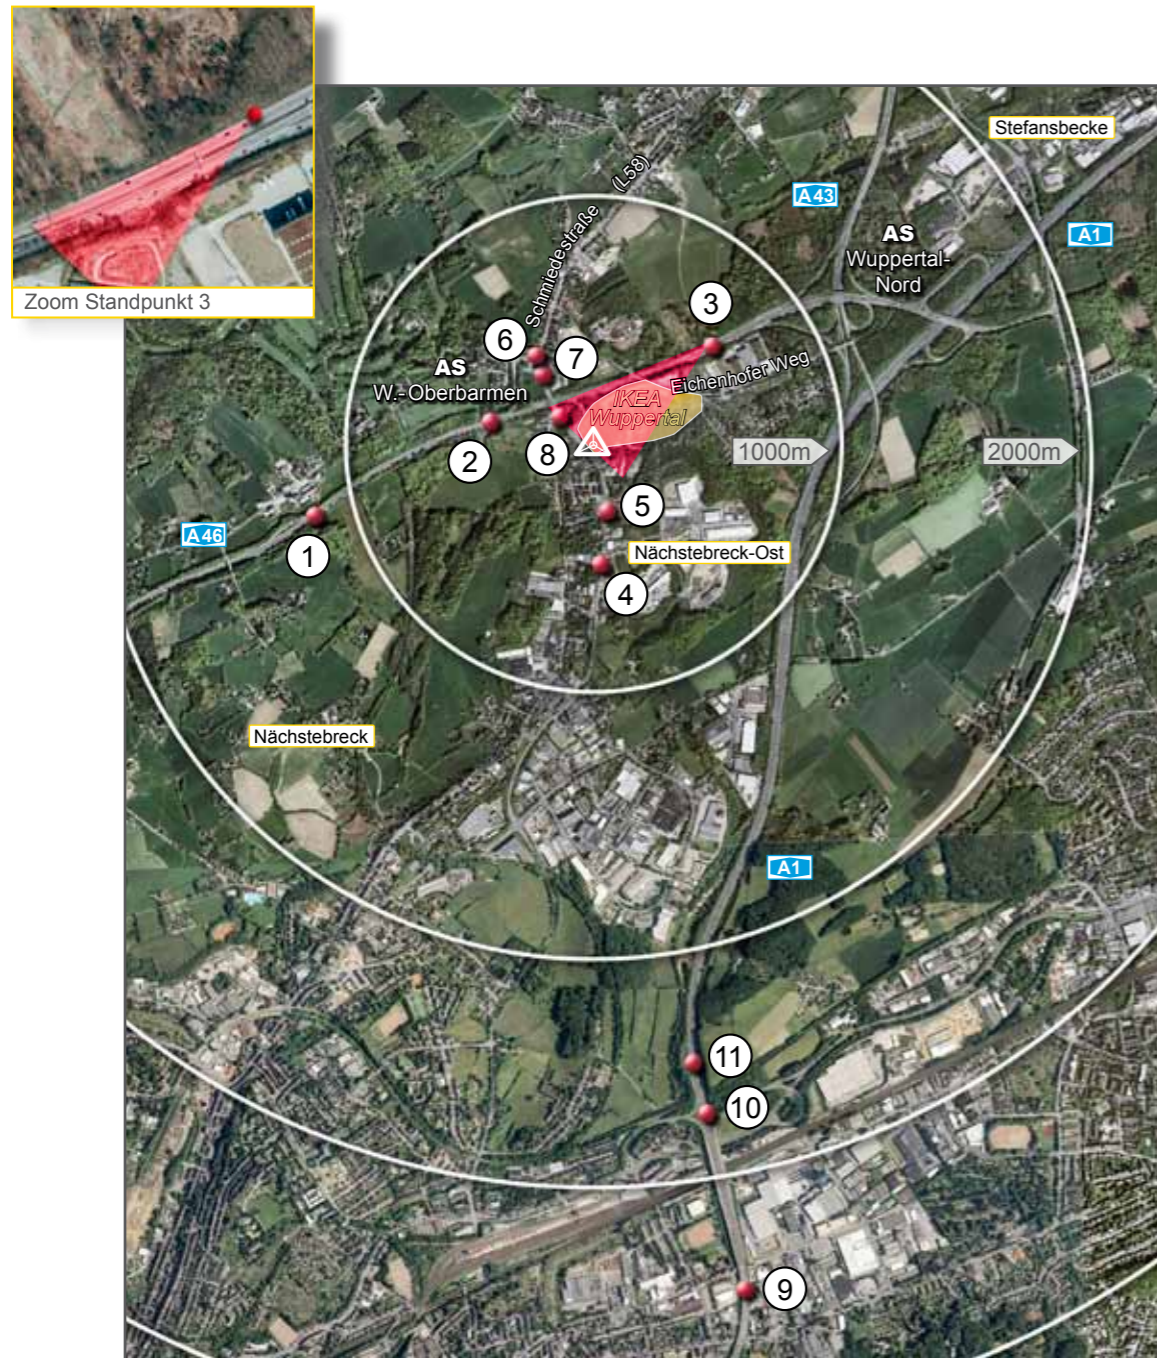 Zoom Standpunkt 3
Stefansbecke
A43
A1
AS
Wuppertal-
Nord
Schmiedestraße (L58)
3
6
7
AS
W.-Oberbarmen
Eichenhofer Weg
IKEA
Wuppertal
2
8
1000m
2000m
5
A46
1
Nächstebreck-Ost
4
Nächstebreck
A1
11
10
9